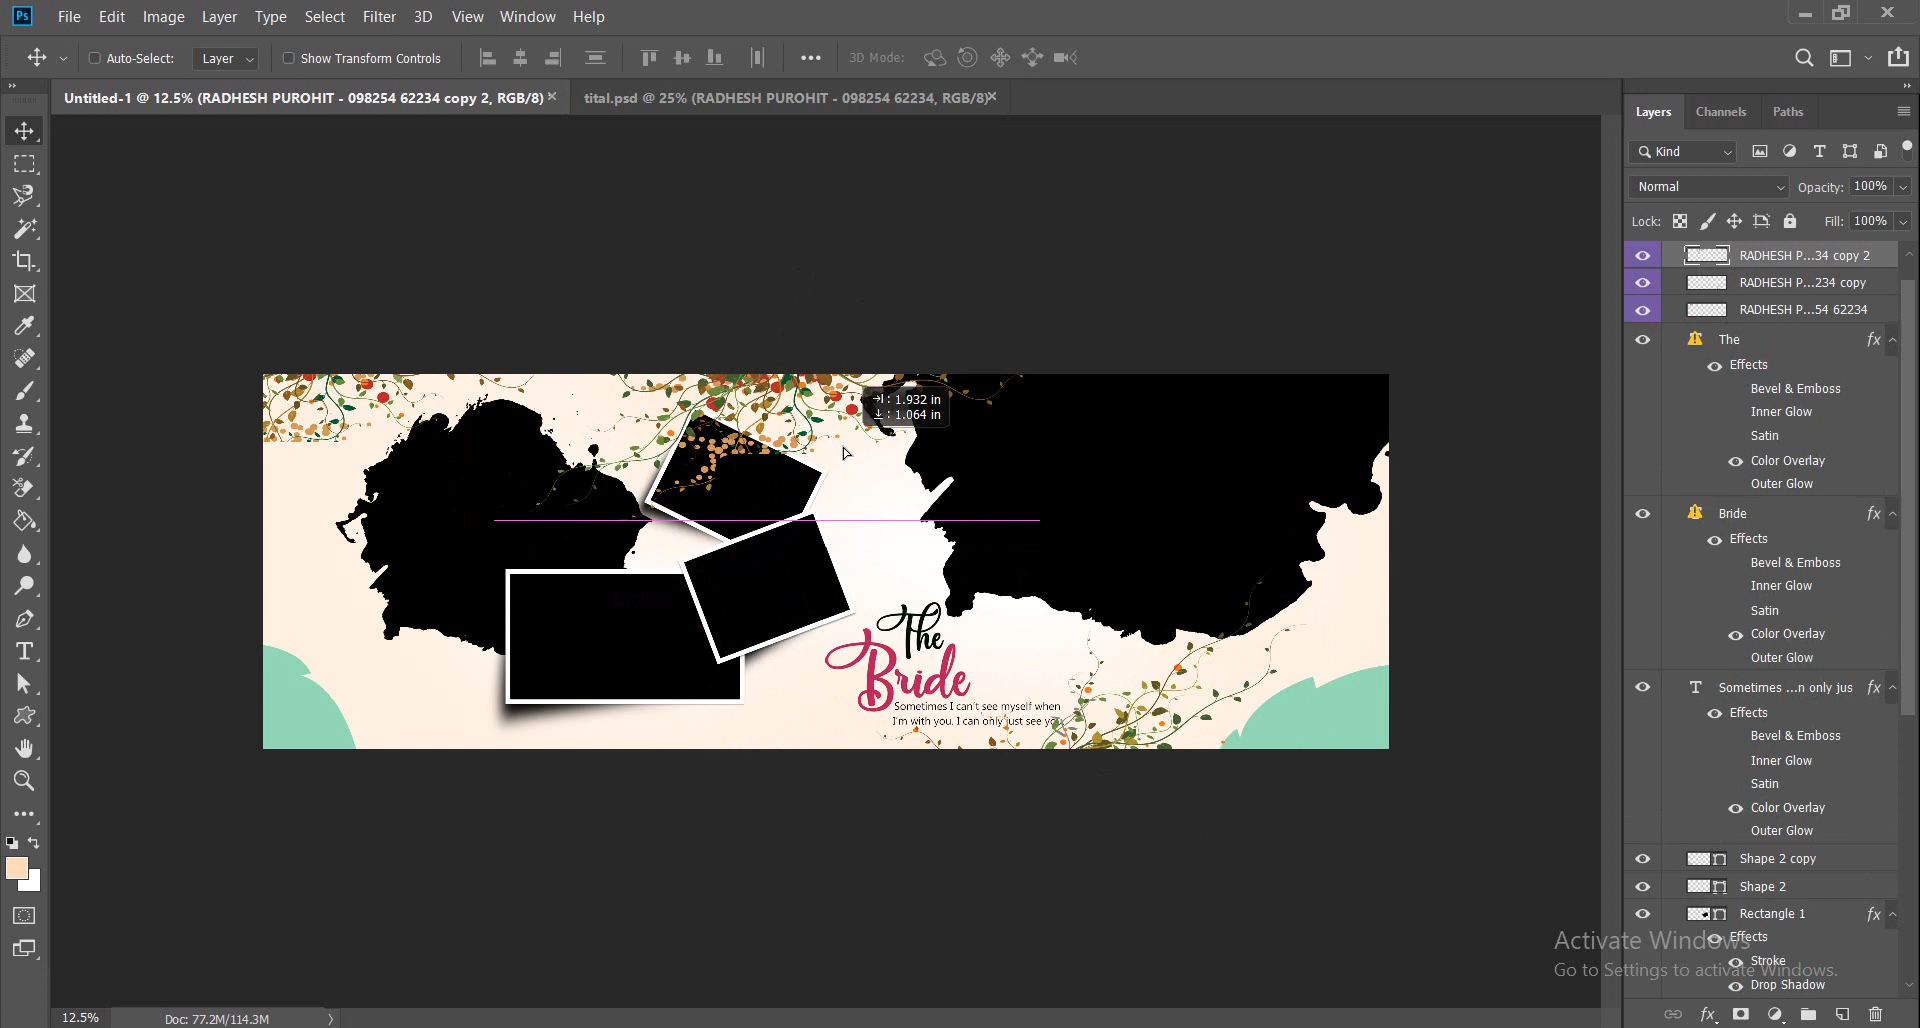 File Edit Image Layer Type Select Filter 3D View Window Help
Auto-Select: Layer Show Transform Controls 3D Mode:
Untitled-1 @ 12.5% (RADHESH PUROHIT - 098254 62234 copy 2, RGB/8) tital.psd @ 25% (RADHESH PUROHIT - 098254 62234, RGB/8)
Layers Channels Paths
Kind
Normal Opacity: 100%
Lock: Fill: 100%
RADHESH P...34 copy 2
RADHESH P...234 copy
RADHESH P...54 62234
The fx
Effects
Bevel & Emboss
Inner Glow
Satin
Color Overlay
Outer Glow
Bride fx
Effects
Bevel & Emboss
Inner Glow
Satin
Color Overlay
Outer Glow
Sometimes ...n only jus fx
Effects
Bevel & Emboss
Inner Glow
Satin
Color Overlay
Outer Glow
Shape 2 copy
Shape 2
Rectangle 1 fx
Effects
Stroke
Drop Shadow
: 1.932 in
: 1.064 in
The
Bride
Sometimes I can't see myself when
I'm with you. I can only just see
Activate Windows
Go to Settings to activate Windows.
12.5% Doc: 77.2M/114.3M